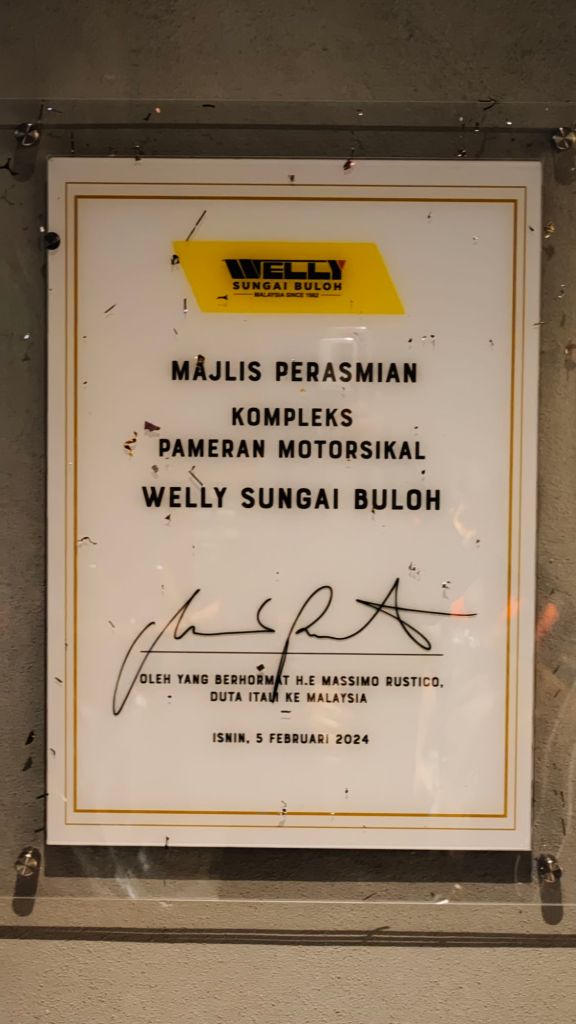 WELLY
SUNGAI BULOH
MALAYSIA SINCE 1982
MAJLIS PERASMIAN
KOMPLEKS
PAMERAN MOTORSIKAL
WELLY SUNGAI BULOH
OLEH YANG BERHORMAT H.E MASSIMO RUSTICO,
DUTA ITALI KE MALAYSIA
ISNIN, 5 FEBRUARI 2024